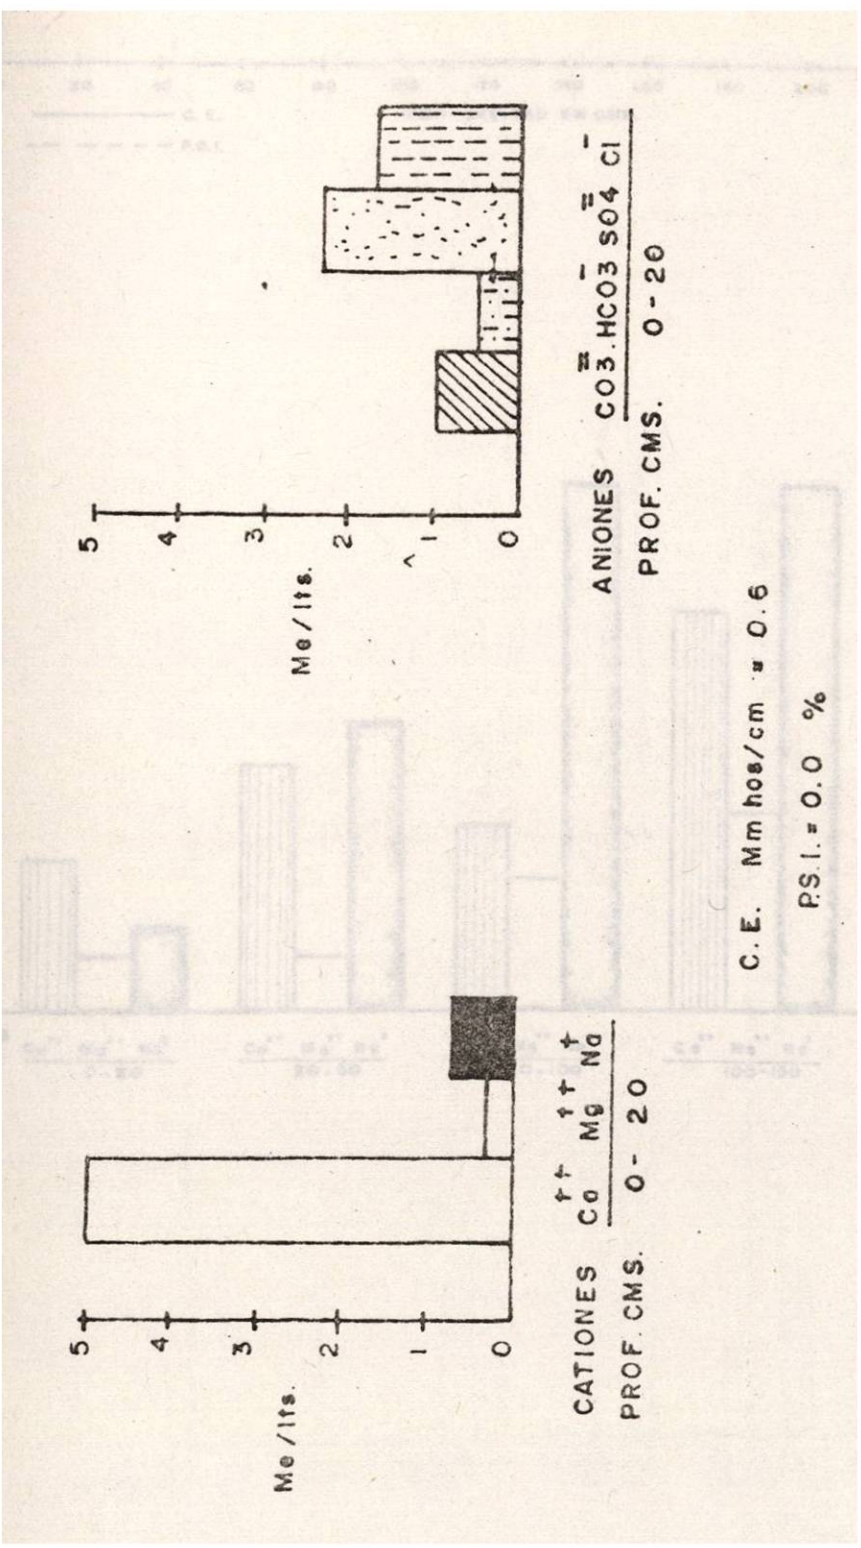 Me/lts.
5
4
3
2
1
0
CATIONES Ca++ Mg++ Na+
PROF. CMS. 0-20
Me/lts.
5
4
3
2
1
0
ANIONES CO3= HCO3- SO4= Cl-
PROF. CMS. 0-20
C.E. Mmhos/cm = 0.6
P.S.I. = 0.0 %